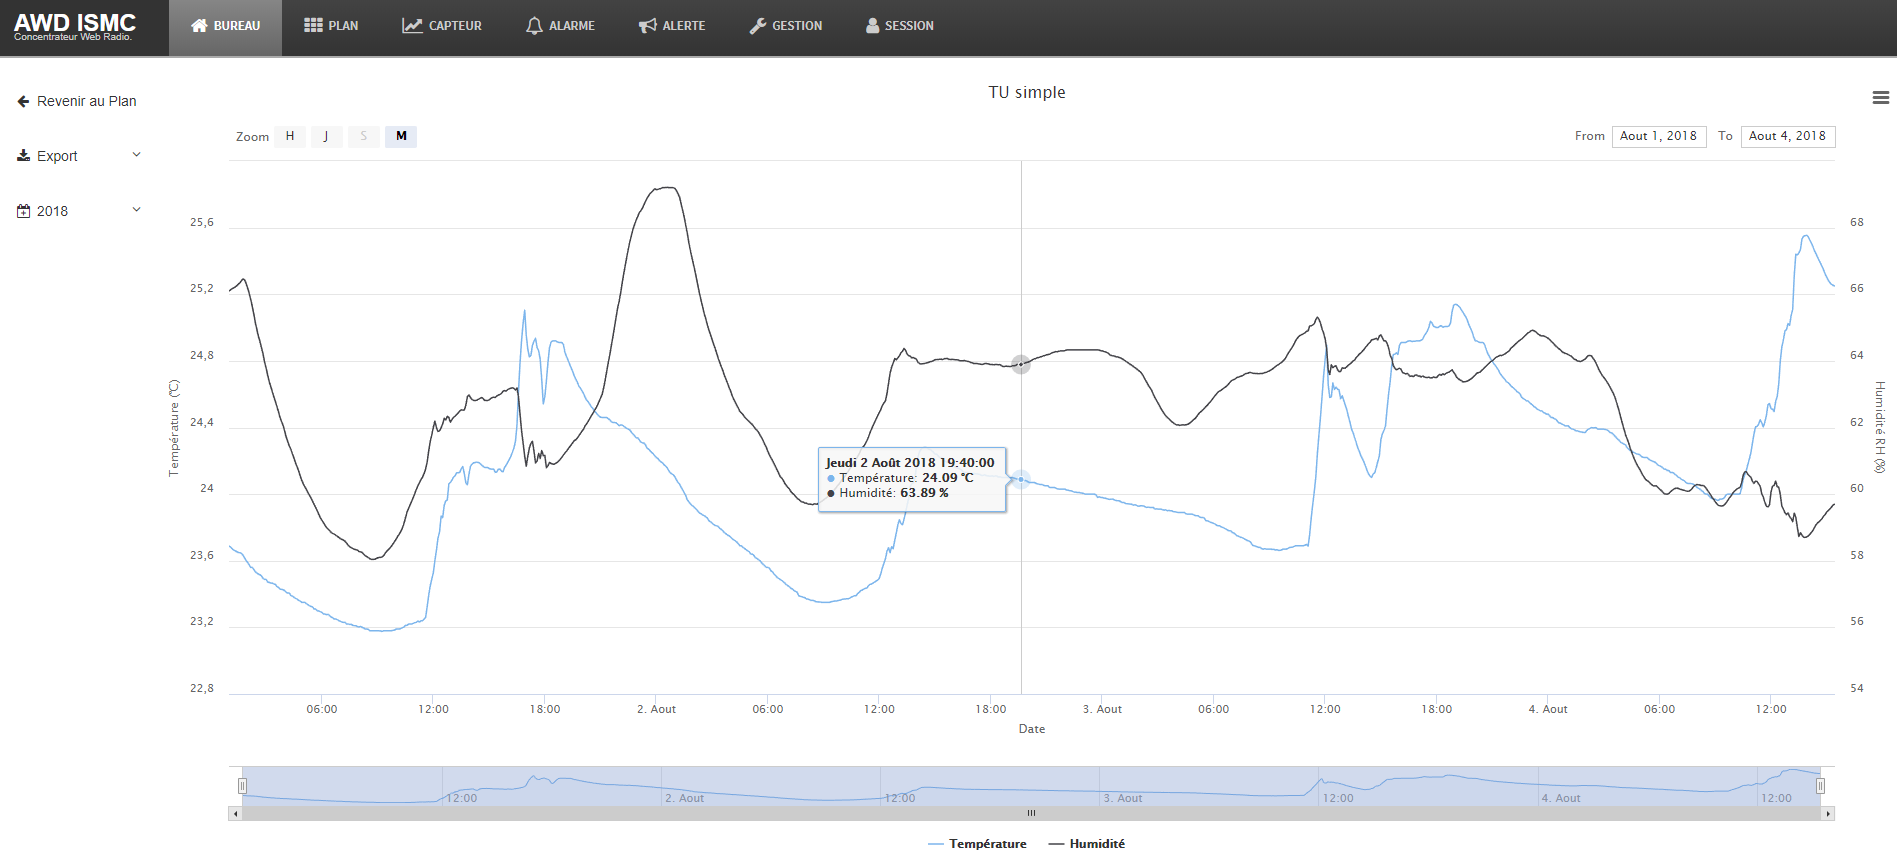 AWD ISMC
Concentrateur Web Radio.
BUREAU
PLAN
CAPTEUR
ALARME
ALERTE
GESTION
SESSION
Revenir au Plan
Export
2018
TU simple
Zoom H J S M
From Aout 1, 2018 To Aout 4, 2018
25,6
25,2
24,8
24,4
24
23,6
23,2
22,8
Température (°C)
68
66
64
62
60
58
56
54
Humidité RH (%)
Jeudi 2 Août 2018 19:40:00
Température: 24.09 °C
Humidité: 63.89 %
06:00 12:00 18:00 2. Aout 06:00 12:00 18:00 3. Aout 06:00 12:00 18:00 4. Aout 06:00 12:00
Date
12:00 2. Aout 12:00 3. Aout 12:00 4. Aout 12:00
Température Humidité